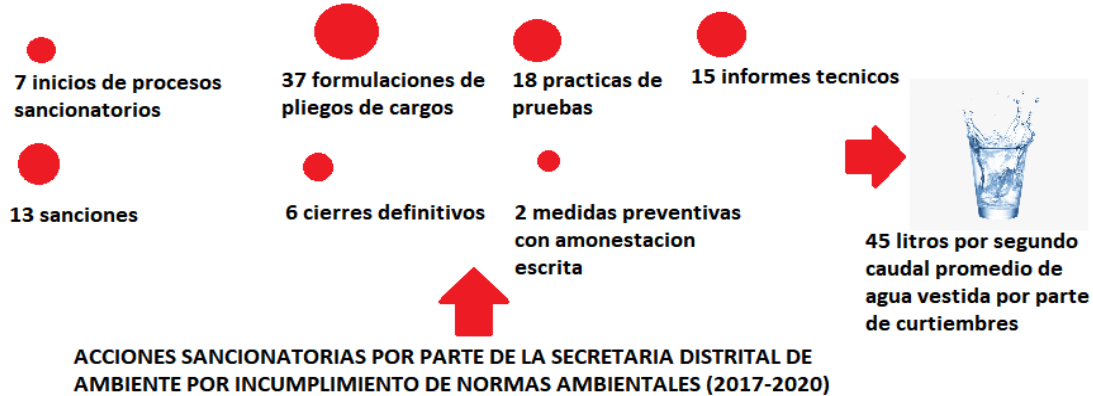 7 inicios de procesos
sancionatorios
37 formulaciones de
pliegos de cargos
18 practicas de
pruebas
15 informes tecnicos
13 sanciones
6 cierres definitivos
2 medidas preventivas
con amonestacion
escrita
45 litros por segundo
caudal promedio de
agua vestida por parte
de curtiembres
ACCIONES SANCIONATORIAS POR PARTE DE LA SECRETARIA DISTRITAL DE
AMBIENTE POR INCUMPLIMIENTO DE NORMAS AMBIENTALES (2017-2020)